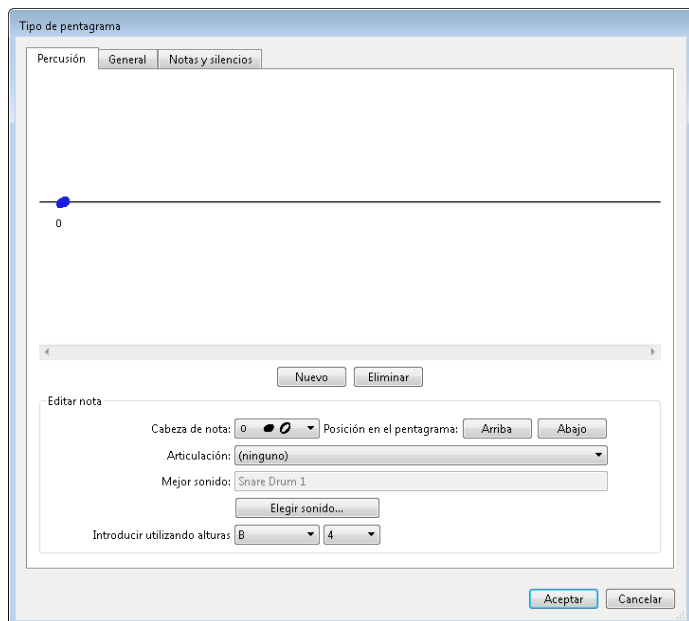 Tipo de pentagrama
Percusión General Notas y silencios
0
Nuevo Eliminar
Editar nota
Cabeza de nota: 0 Posición en el pentagrama: Arriba Abajo
Articulación: (ninguno)
Mejor sonido: Snare Drum 1
Elegir sonido...
Introducir utilizando alturas B 4
Aceptar Cancelar